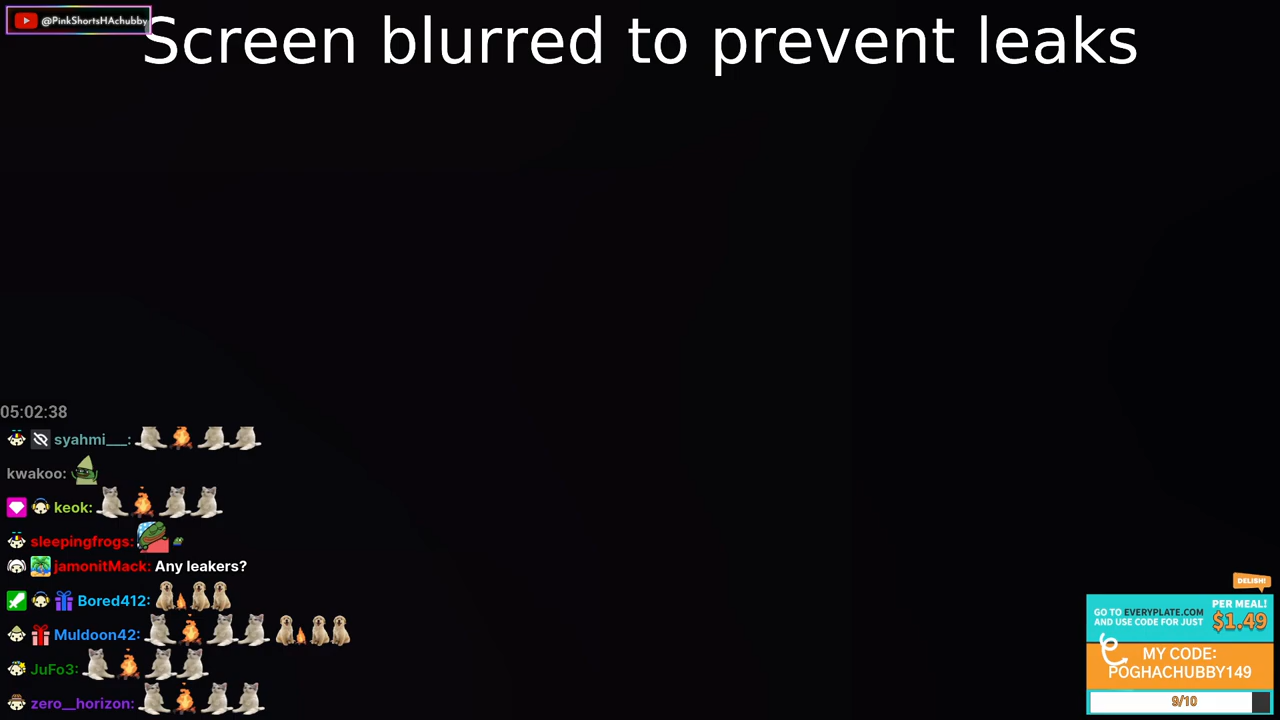 @PinkShortsHAchubby
Screen blurred to prevent leaks
05:02:38
syahmi___:
kwakoo:
keok:
sleepingfrogs:
jamonitMack: Any leakers?
Bored412:
Muldoon42:
JuFo3:
zero__horizon:
DELISH!
GO TO EVERYPLATE.COM
AND USE CODE FOR JUST
PER MEAL!
$1.49
MY CODE:
POGHACHUBBY149
9/10